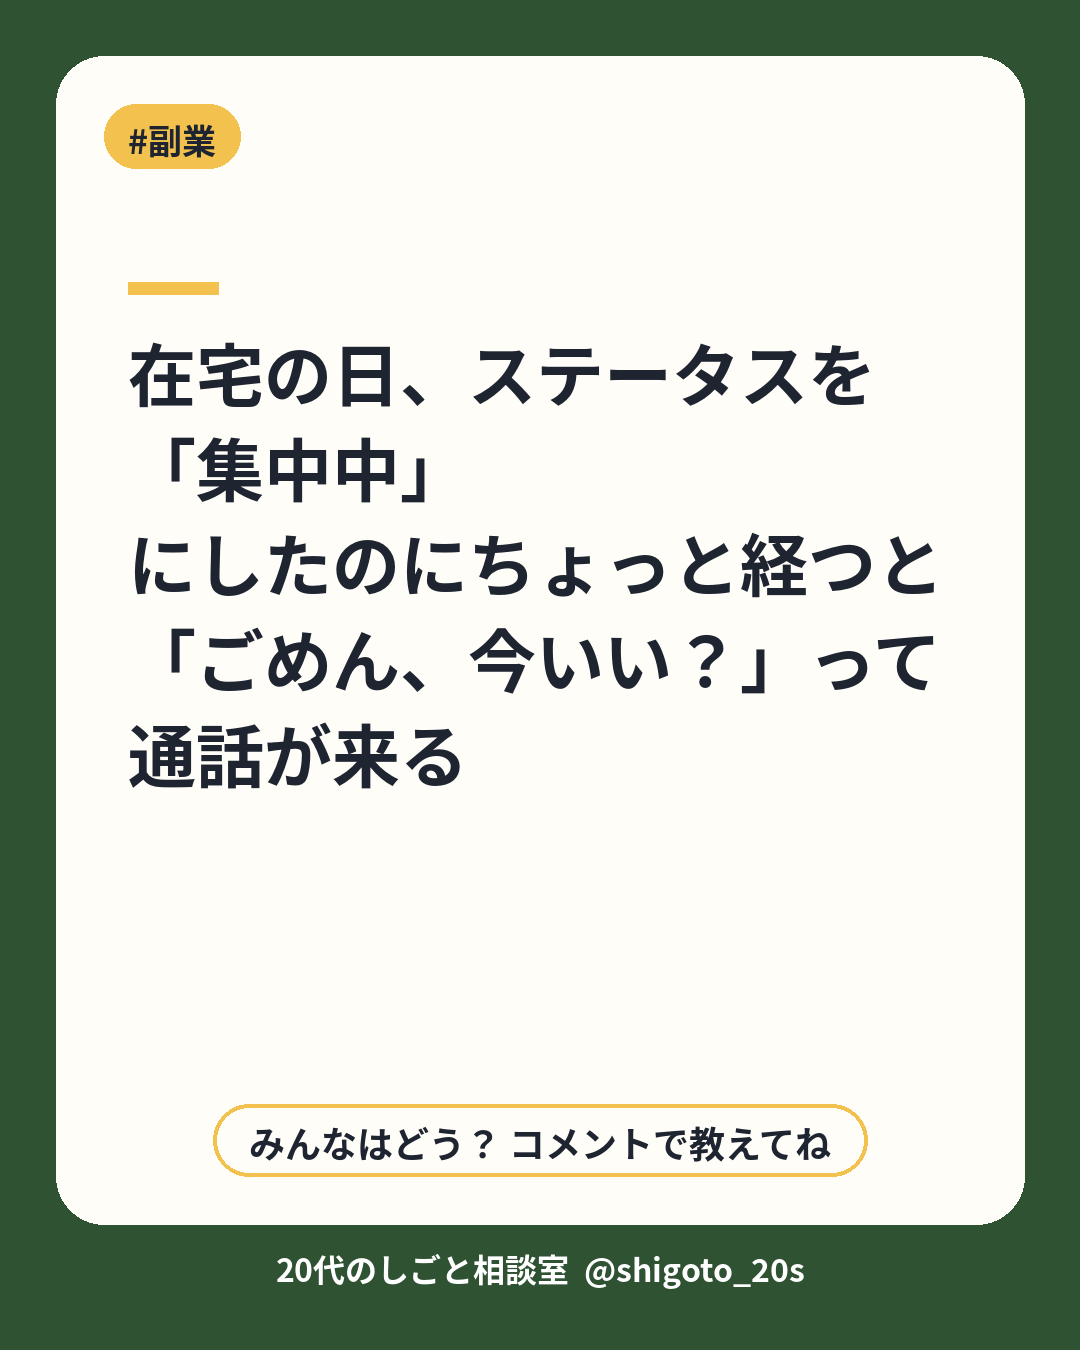 #副業
在宅の日、ステータスを
「集中中」
にしたのにちょっと経つと
「ごめん、今いい？」って
通話が来る
みんなはどう？ コメントで教えてね
20代のしごと相談室 @shigoto_20s